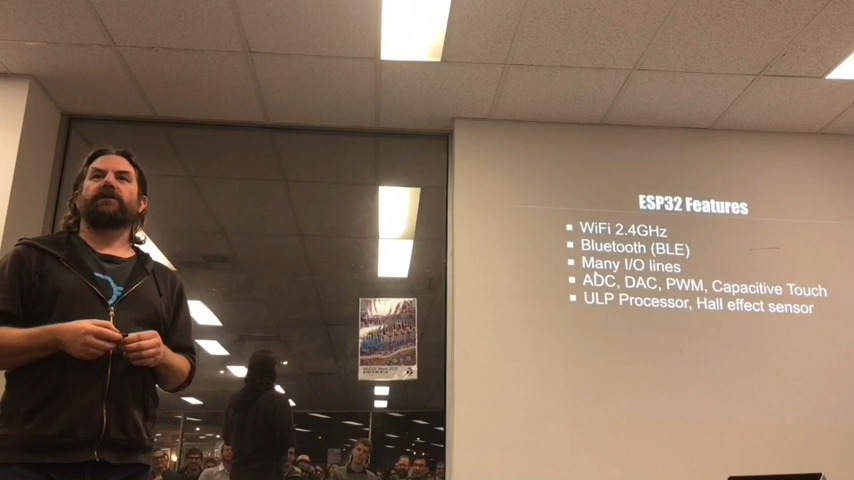 ESP32 Features
WiFi 2.4GHz
Bluetooth (BLE)
Many I/O lines
ADC, DAC, PWM, Capacitive Touch
ULP Processor, Hall effect sensor